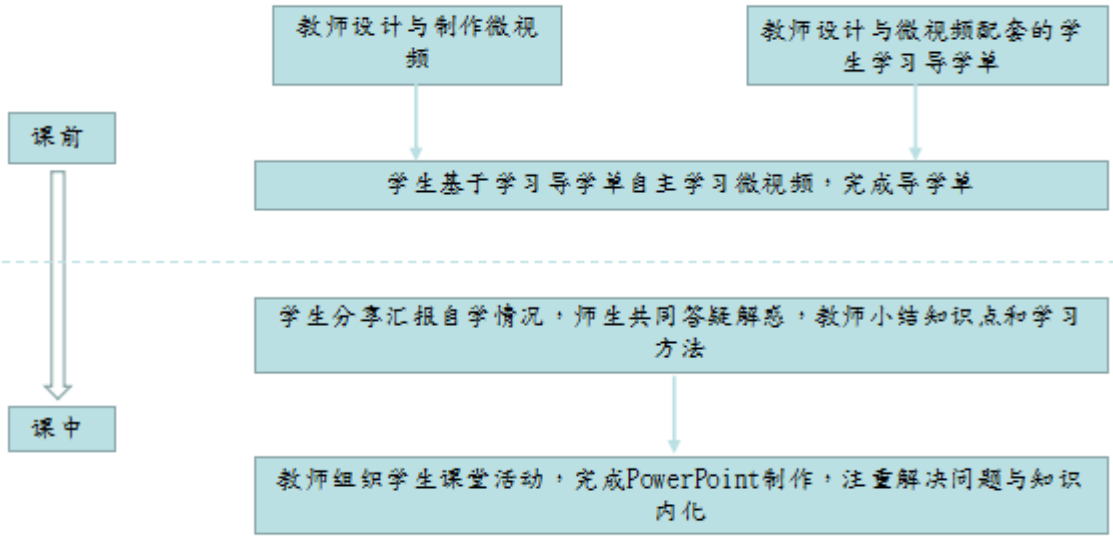 教师设计与制作微视
频
教师设计与微视频配套的学
生学习导学单
课前
学生基于学习导学单自主学习微视频，完成导学单
学生分享汇报自学情况，师生共同答疑解惑，教师小结知识点和学习
方法
课中
教师组织学生课堂活动，完成PowerPoint制作，注重解决问题与知识
内化